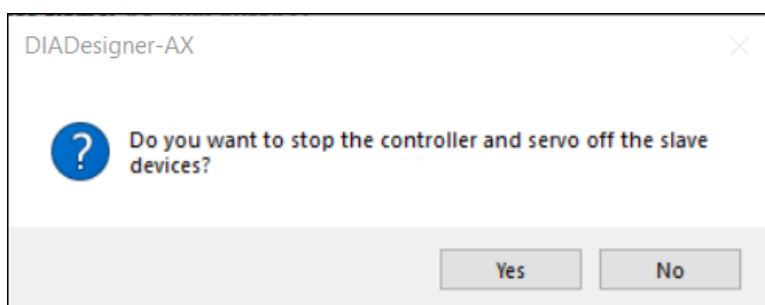 DIADesigner-AX
Do you want to stop the controller and servo off the slave
devices?
Yes
No